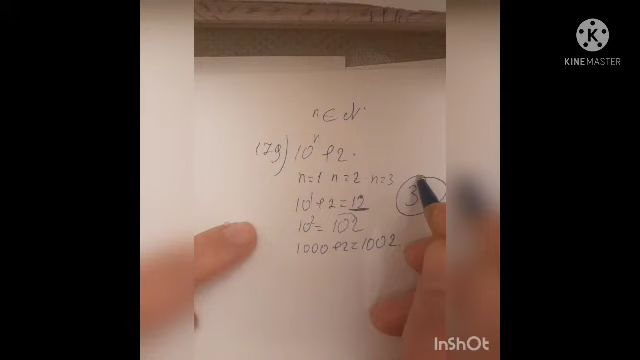 KINEMASTER
n ∈ N
179) 10ⁿ + 2.
n=1 n=2 n=3
10¹ + 2 = 12
3
10² = 102
1000 + 2 = 1002
InShOt